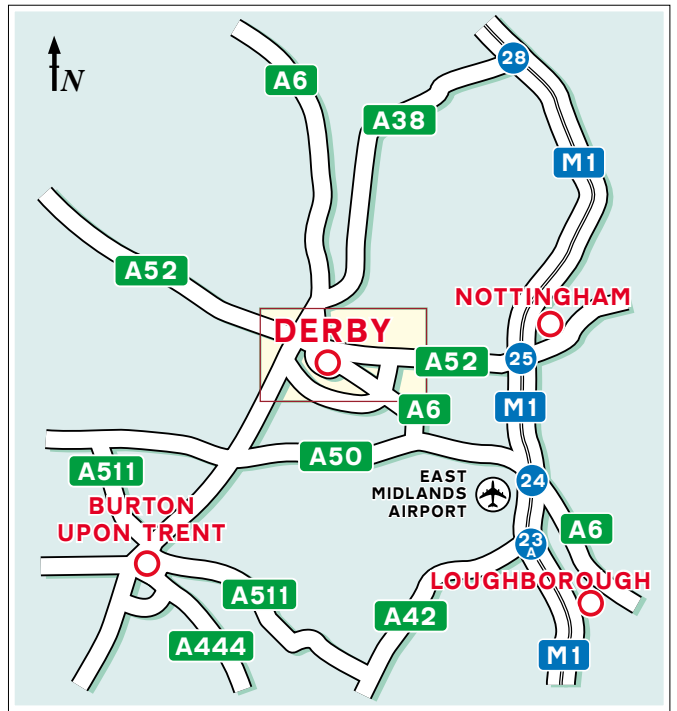 28
N
A6
A38
M1
A52
NOTTINGHAM
DERBY
A52
25
A6
M1
A50
A511
EAST
MIDLANDS
AIRPORT
24
BURTON
UPON TRENT
A6
23
A
LOUGHBOROUGH
A511
A42
A444
M1